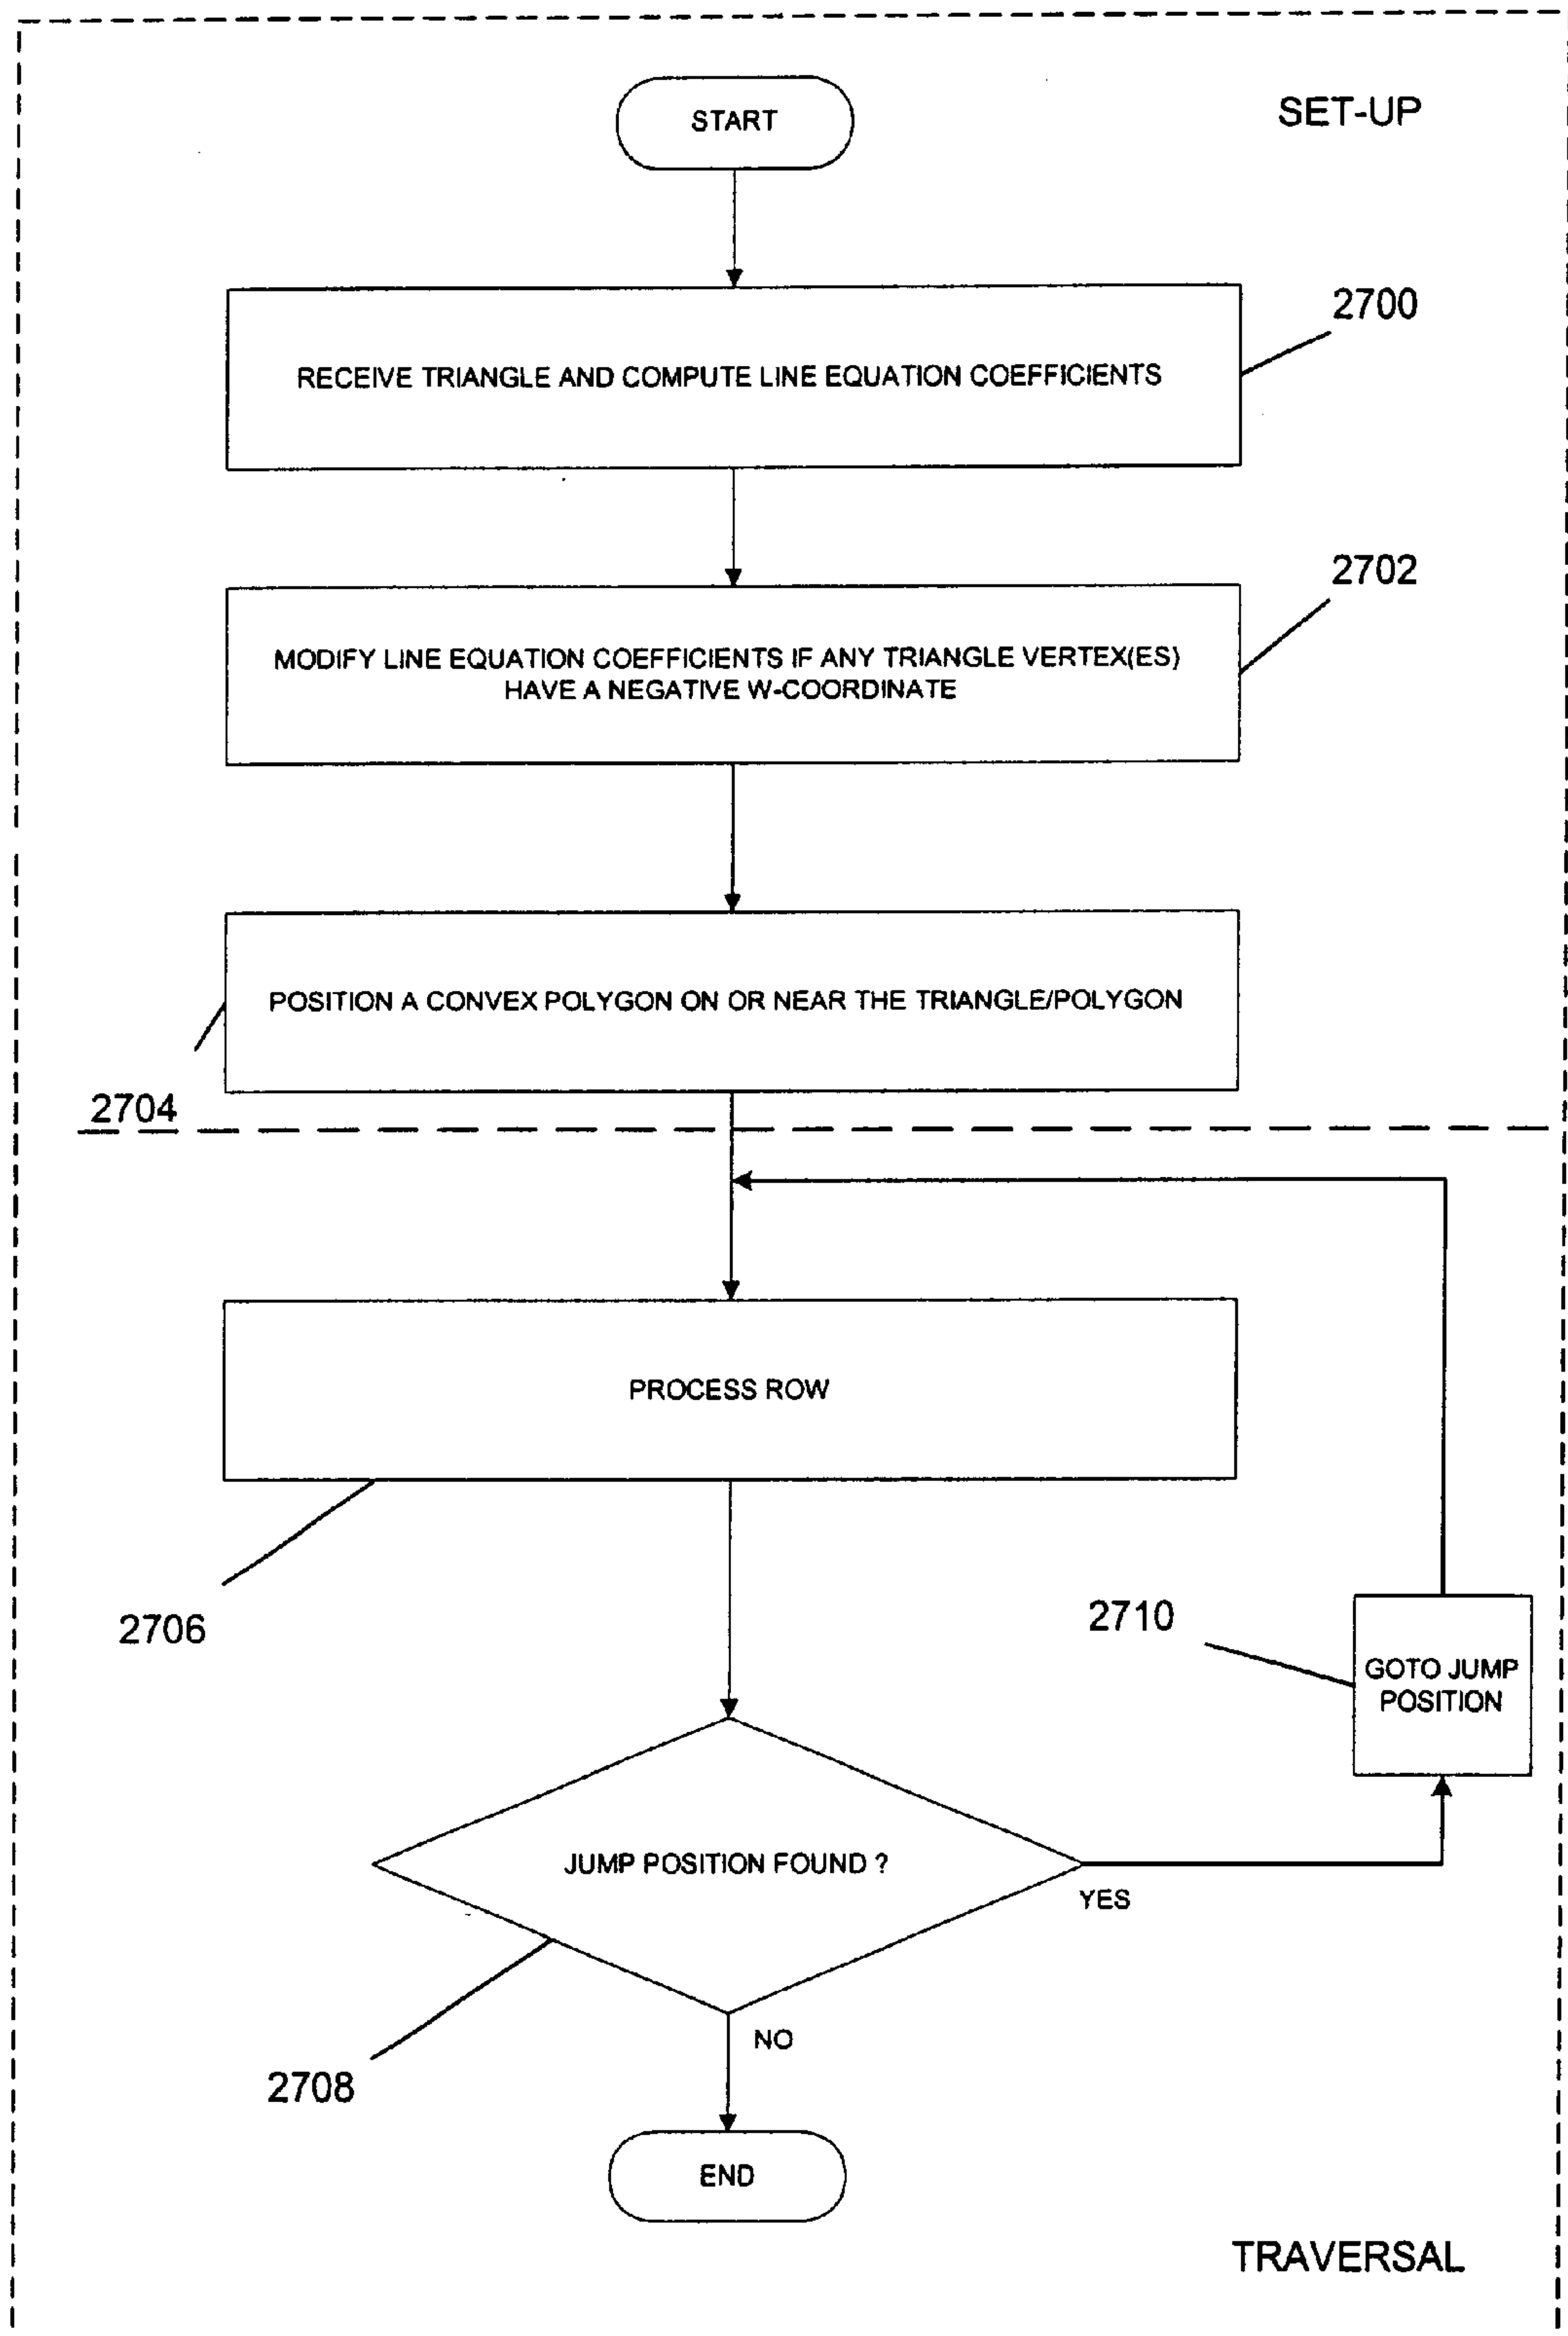 START
SET-UP
2700
RECEIVE TRIANGLE AND COMPUTE LINE EQUATION COEFFICIENTS
2702
MODIFY LINE EQUATION COEFFICIENTS IF ANY TRIANGLE VERTEX(ES)
HAVE A NEGATIVE W-COORDINATE
POSITION A CONVEX POLYGON ON OR NEAR THE TRIANGLE/POLYGON
2704
PROCESS ROW
2706
2710
GOTO JUMP
POSITION
JUMP POSITION FOUND ?
YES
NO
2708
END
TRAVERSAL